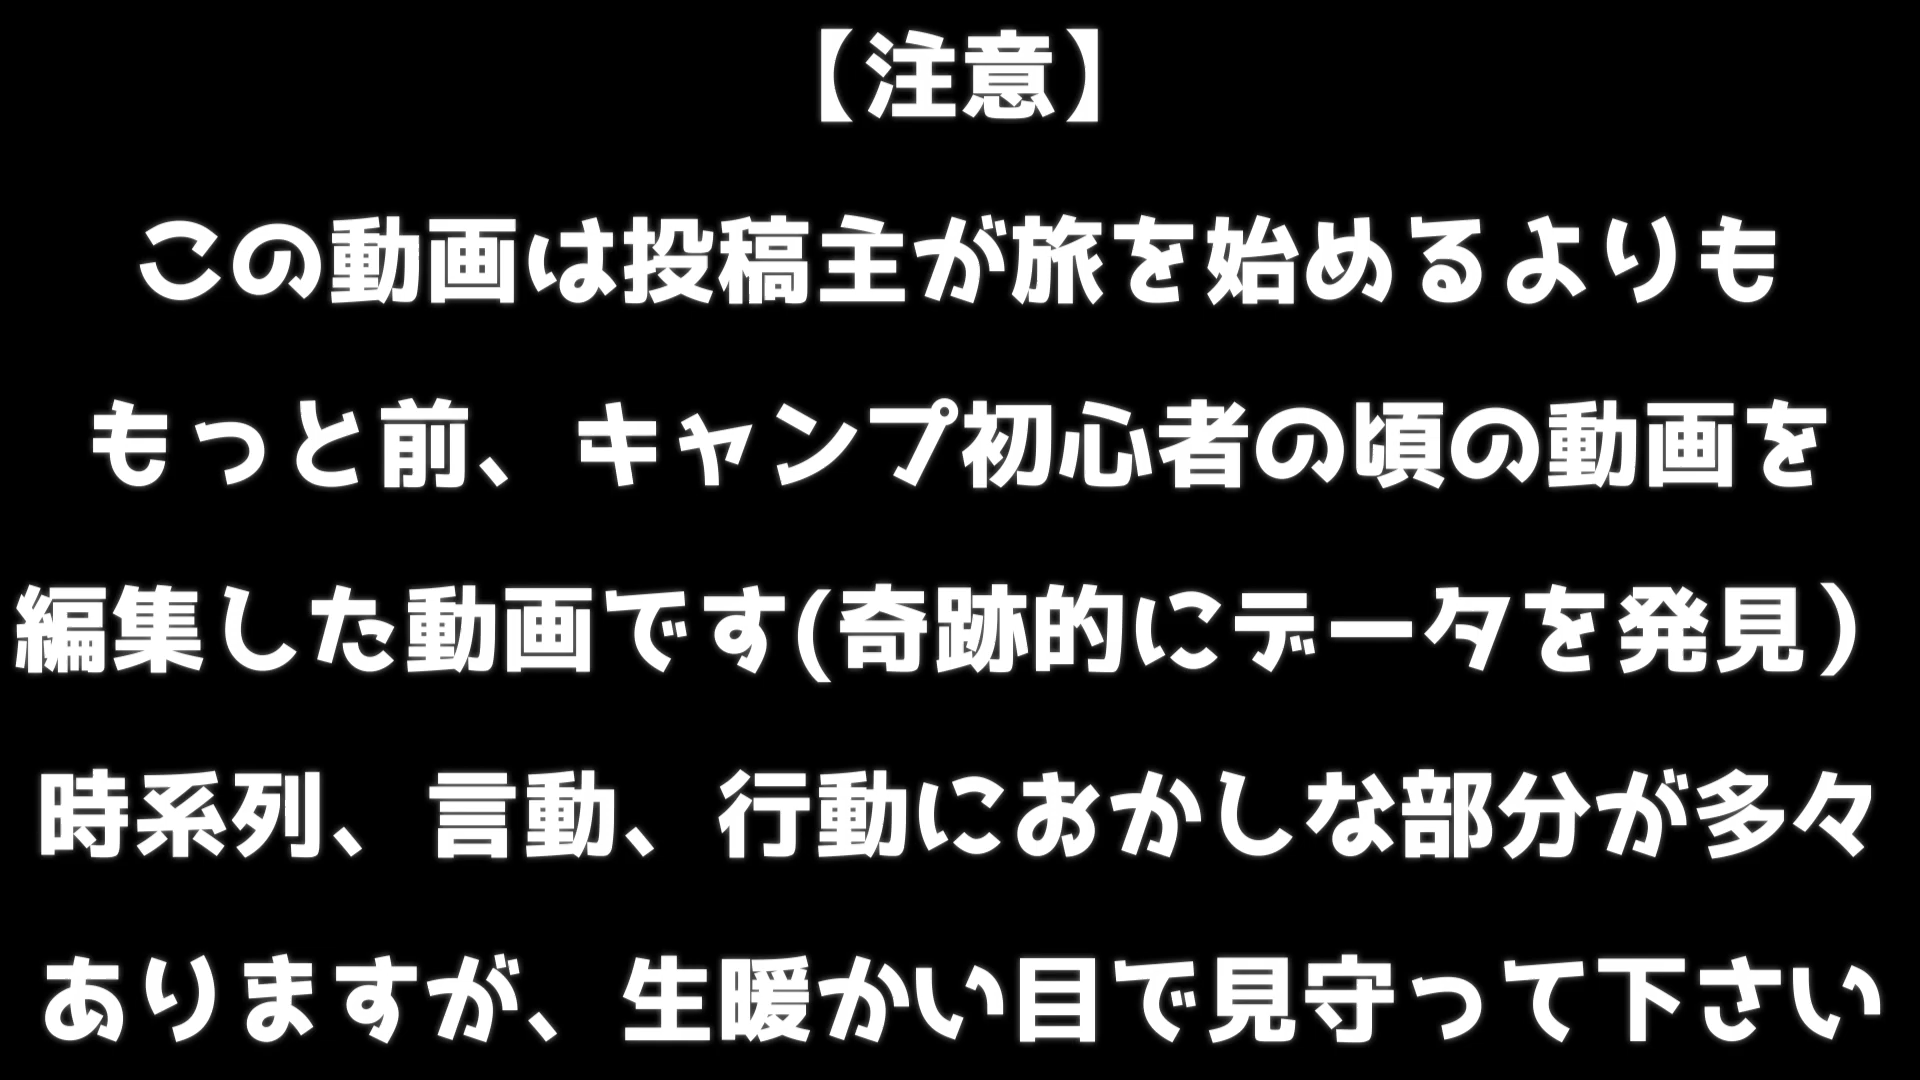 【注意】
この動画は投稿主が旅を始めるよりも
もっと前、キャンプ初心者の頃の動画を
編集した動画です(奇跡的にデータを発見）
時系列、言動、行動におかしな部分が多々
ありますが、生暖かい目で見守って下さい